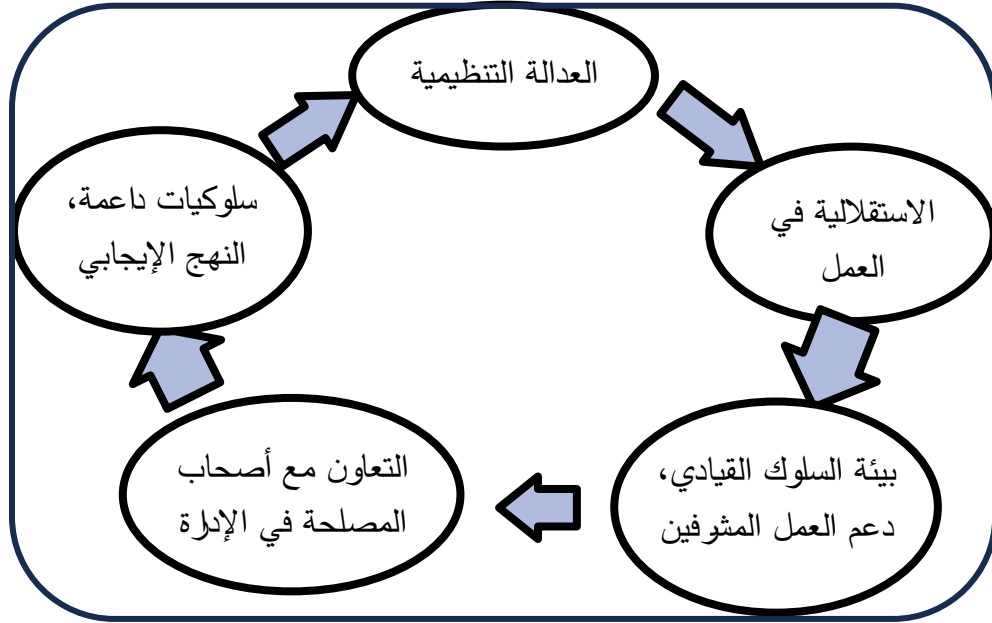 العدالة التنظيمية
الاستقلالية في
العمل
بيئة السلوك القيادي،
دعم العمل المشرفين
التعاون مع أصحاب
المصلحة في الإدارة
سلوكيات داعمة،
النهج الإيجابي